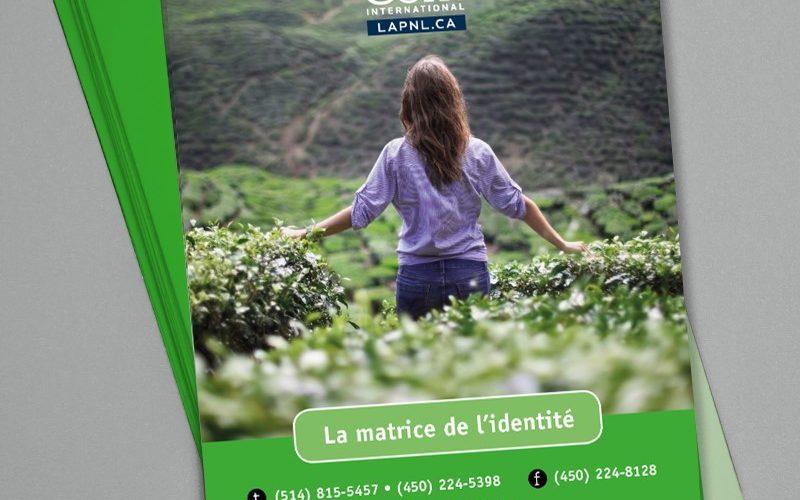 INTERNATIONAL
LAPNL.CA
La matrice de l'identité
t (514) 815-5457 • (450) 224-5398 f (450) 224-8128